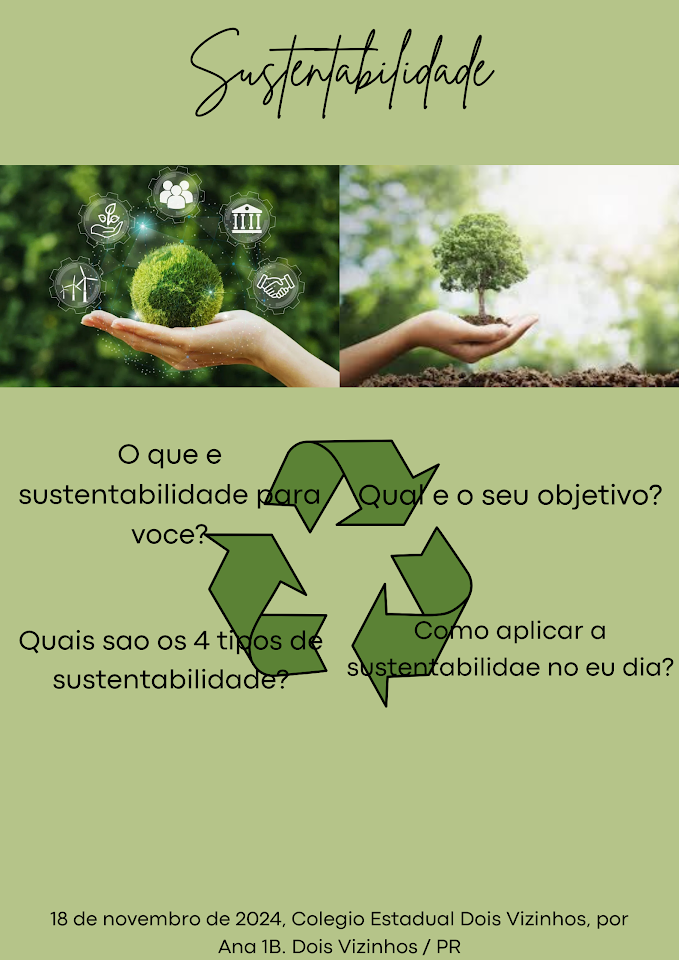 Sustentabilidade
O que e
sustentabilidade para
voce?
Qual e o seu objetivo?
Quais sao os 4 tipos de
sustentabilidade?
Como aplicar a
sustentabilidae no eu dia?
18 de novembro de 2024, Colegio Estadual Dois Vizinhos, por
Ana 1B. Dois Vizinhos / PR